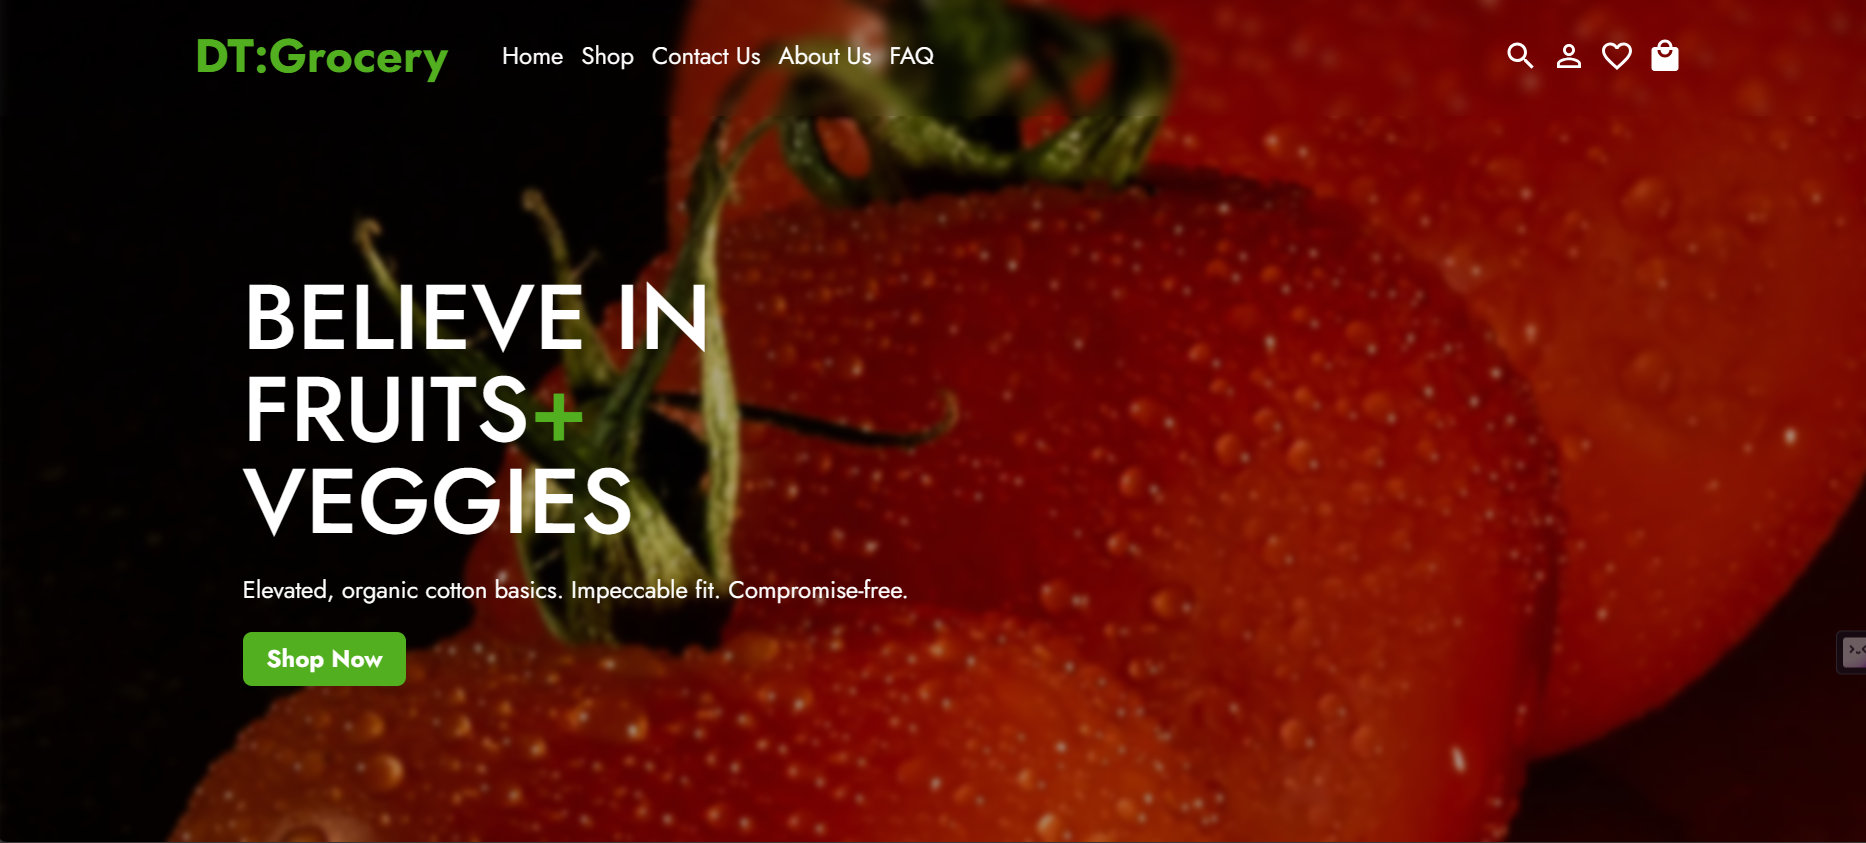 DT:Grocery
Home Shop Contact Us About Us FAQ
BELIEVE IN
FRUITS+
VEGGIES
Elevated, organic cotton basics. Impeccable fit. Compromise-free.
Shop Now